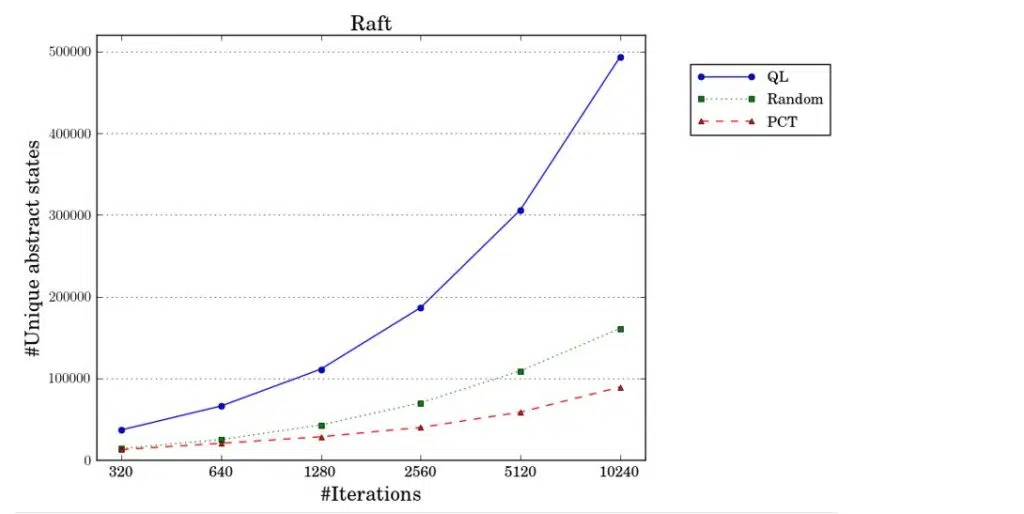 Raft
500000
400000
300000
200000
100000
0
#Unique abstract states
320 640 1280 2560 5120 10240
#Iterations
QL
Random
PCT